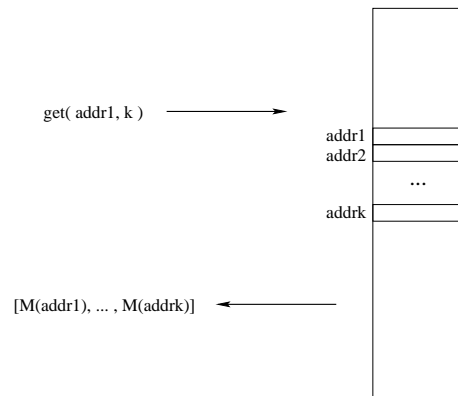 get( addr1, k )
addr1
addr2
...
addrk
[M(addr1), ... , M(addrk)]